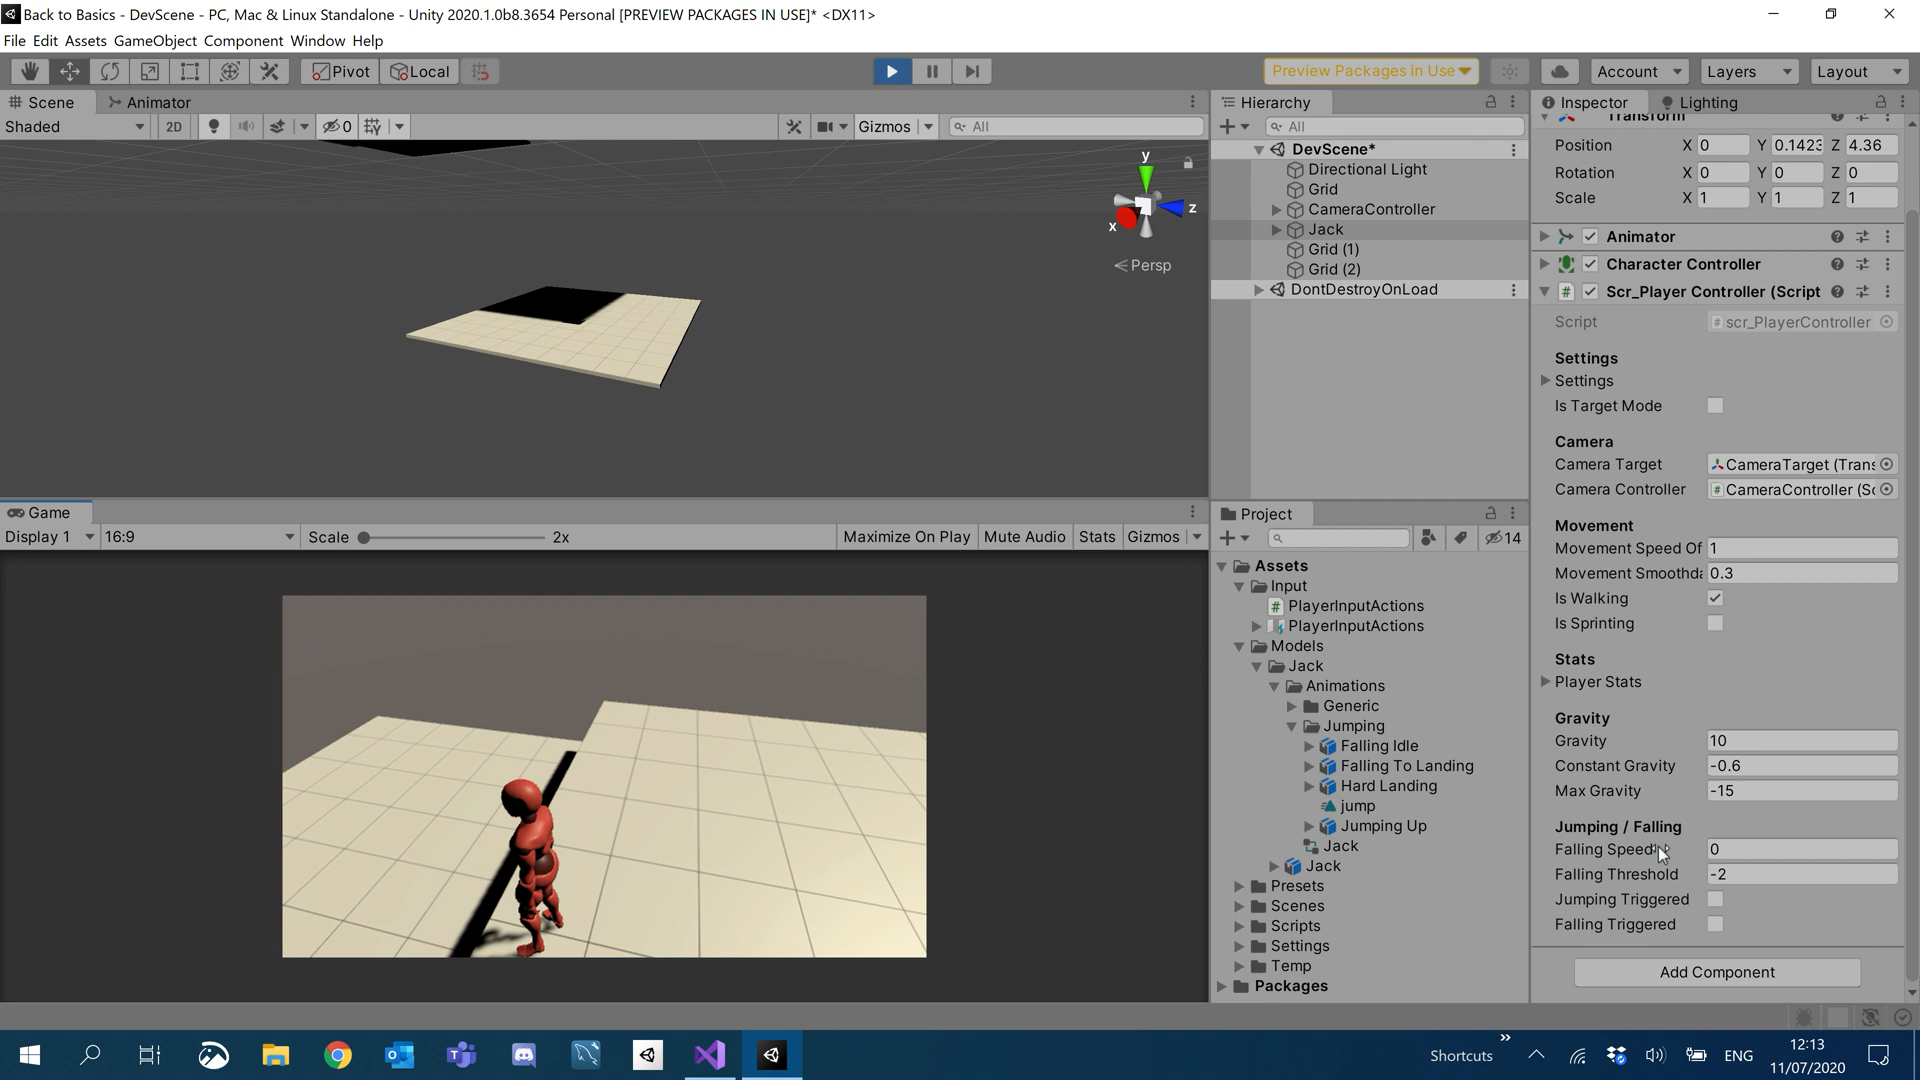 Back to Basics - DevScene - PC, Mac & Linux Standalone - Unity 2020.1.0b8.3654 Personal [PREVIEW PACKAGES IN USE]* <DX11>
File Edit Assets GameObject Component Window Help
Pivot Local Preview Packages in Use Account Layers Layout
Scene Animator
Shaded 2D 0 Gizmos All
y
z
x
Persp
Game
Display 1 16:9 Scale 2x Maximize On Play Mute Audio Stats Gizmos
Hierarchy
All
DevScene*
Directional Light
Grid
CameraController
Jack
Grid (1)
Grid (2)
DontDestroyOnLoad
Project
14
Assets
Input
PlayerInputActions
PlayerInputActions
Models
Jack
Animations
Generic
Jumping
Falling Idle
Falling To Landing
Hard Landing
jump
Jumping Up
Jack
Jack
Presets
Scenes
Scripts
Settings
Temp
Packages
Inspector Lighting
Transform
Position X 0 Y 0.1423 Z 4.36
Rotation X 0 Y 0 Z 0
Scale X 1 Y 1 Z 1
Animator
Character Controller
# Scr_Player Controller (Script
Script # scr_PlayerController
Settings
Settings
Is Target Mode
Camera
Camera Target CameraTarget (Trans
Camera Controller # CameraController (Sc
Movement
Movement Speed Of 1
Movement Smoothda 0.3
Is Walking
Is Sprinting
Stats
Player Stats
Gravity
Gravity 10
Constant Gravity -0.6
Max Gravity -15
Jumping / Falling
Falling Speed 0
Falling Threshold -2
Jumping Triggered
Falling Triggered
Add Component
Shortcuts ENG 12:13
11/07/2020